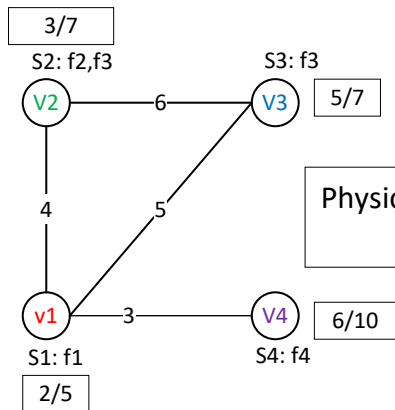 3/7
S2: f2,f3
S3: f3
V2
6
V3
5/7
4
5
Physic
v1
3
V4
6/10
S1: f1
S4: f4
2/5